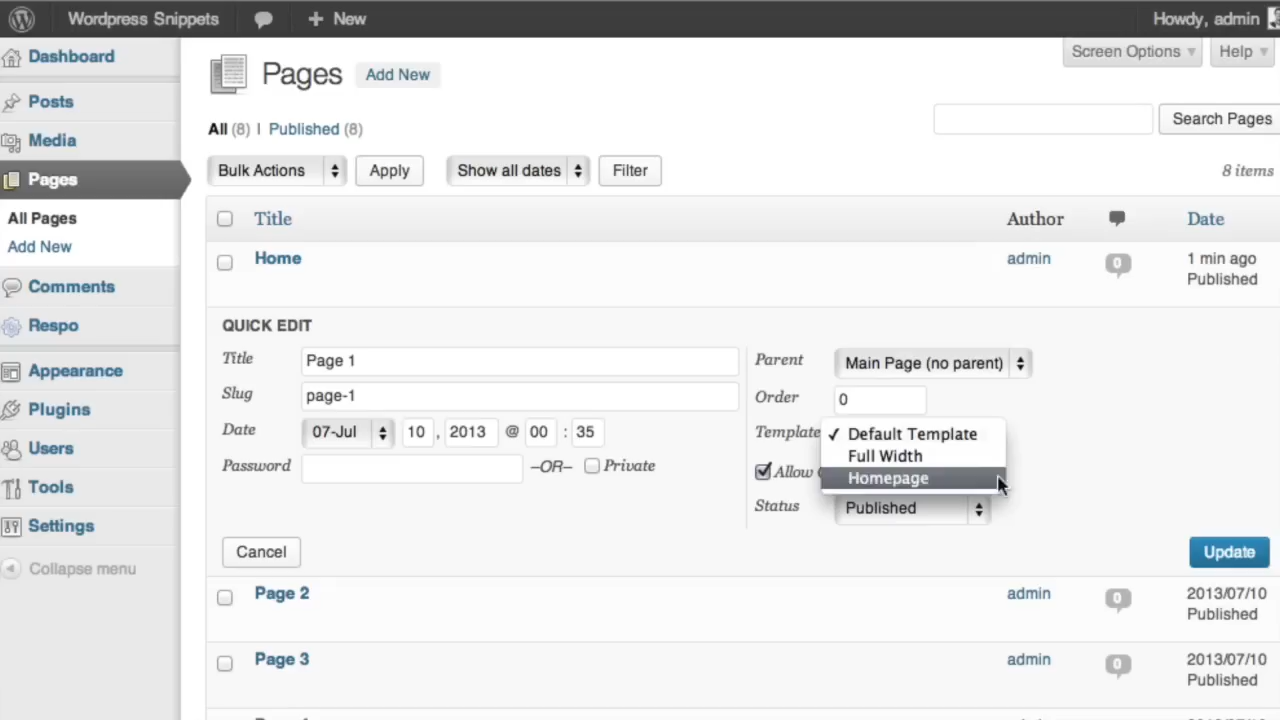 Wordpress Snippets + New Howdy, admin
Dashboard
Posts
Media
Pages
All Pages
Add New
Comments
Respo
Appearance
Plugins
Users
Tools
Settings
Collapse menu
Screen Options Help
Pages Add New
All (8) | Published (8)
Search Pages
Bulk Actions Apply Show all dates Filter 8 items
Title Author Date
Home admin 0 1 min ago
Published
QUICK EDIT
Title Page 1
Slug page-1
Date 07-Jul 10 , 2013 @ 00 : 35
Password –OR– Private
Parent Main Page (no parent)
Order 0
Template ✓ Default Template
Full Width
Allow Homepage
Status Published
Cancel Update
Page 2 admin 0 2013/07/10
Published
Page 3 admin 0 2013/07/10
Published